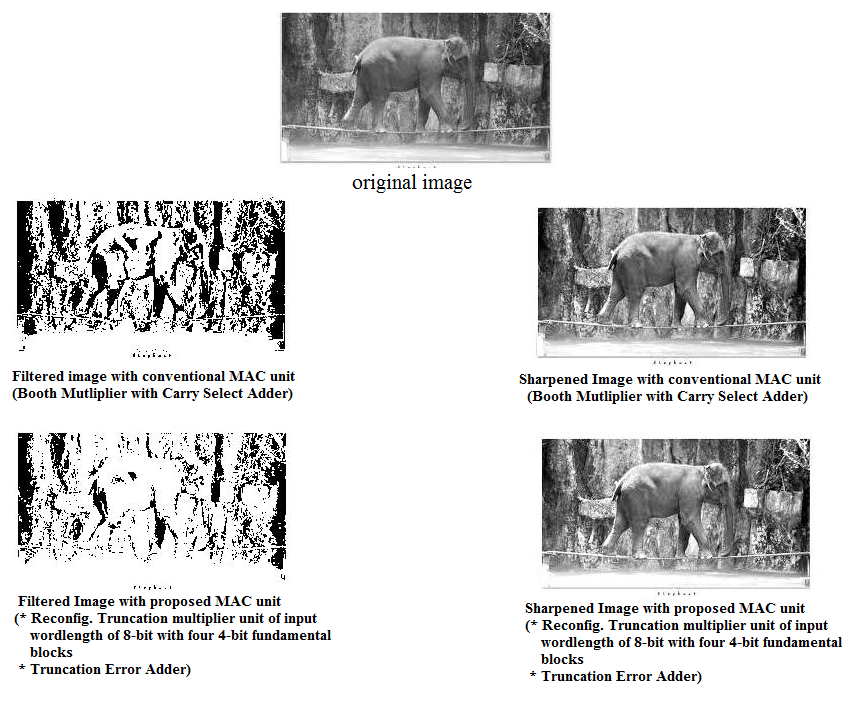 original image
Filtered image with conventional MAC unit
(Booth Mutliplier with Carry Select Adder)
Sharpened Image with conventional MAC unit
(Booth Mutliplier with Carry Select Adder)
Filtered Image with proposed MAC unit
(* Reconfig. Truncation multiplier unit of input
wordlength of 8-bit with four 4-bit fundamental
blocks
* Truncation Error Adder)
Sharpened Image with proposed MAC unit
(* Reconfig. Truncation multiplier unit of input
wordlength of 8-bit with four 4-bit fundamental
blocks
* Truncation Error Adder)